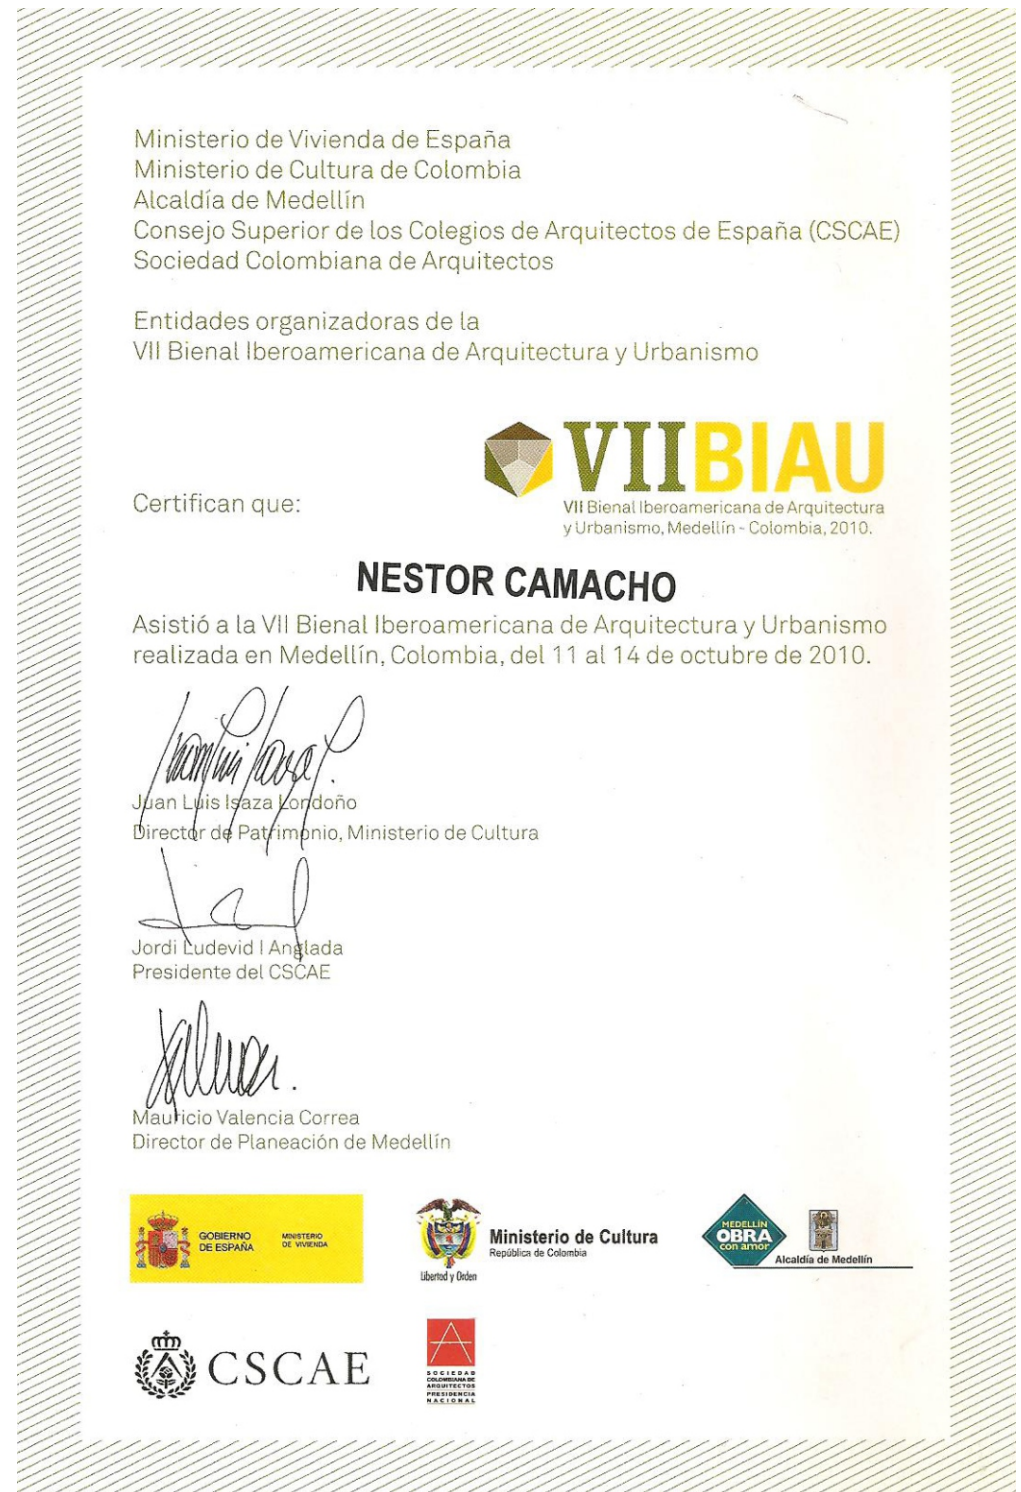 Ministerio de Vivienda de España
Ministerio de Cultura de Colombia
Alcaldía de Medellín
Consejo Superior de los Colegios de Arquitectos de España (CSCAE)
Sociedad Colombiana de Arquitectos
Entidades organizadoras de la
VII Bienal Iberoamericana de Arquitectura y Urbanismo
VIIBIAU
VII Bienal Iberoamericana de Arquitectura
y Urbanismo, Medellín - Colombia, 2010.
Certifican que:
NESTOR CAMACHO
Asistió a la VII Bienal Iberoamericana de Arquitectura y Urbanismo
realizada en Medellín, Colombia, del 11 al 14 de octubre de 2010.
Juan Luis Isaza Londoño
Director de Patrimonio, Ministerio de Cultura
Jordi Ludevid I Anglada
Presidente del CSCAE
Mauricio Valencia Correa
Director de Planeación de Medellín
GOBIERNO
DE ESPAÑA
MINISTERIO
DE VIVIENDA
Libertad y Orden
Ministerio de Cultura
República de Colombia
MEDELLÍN
OBRA
con amor
Alcaldía de Medellín
CSCAE
SOCIEDAD
COLOMBIANA DE
ARQUITECTOS
PRESIDENCIA
NACIONAL